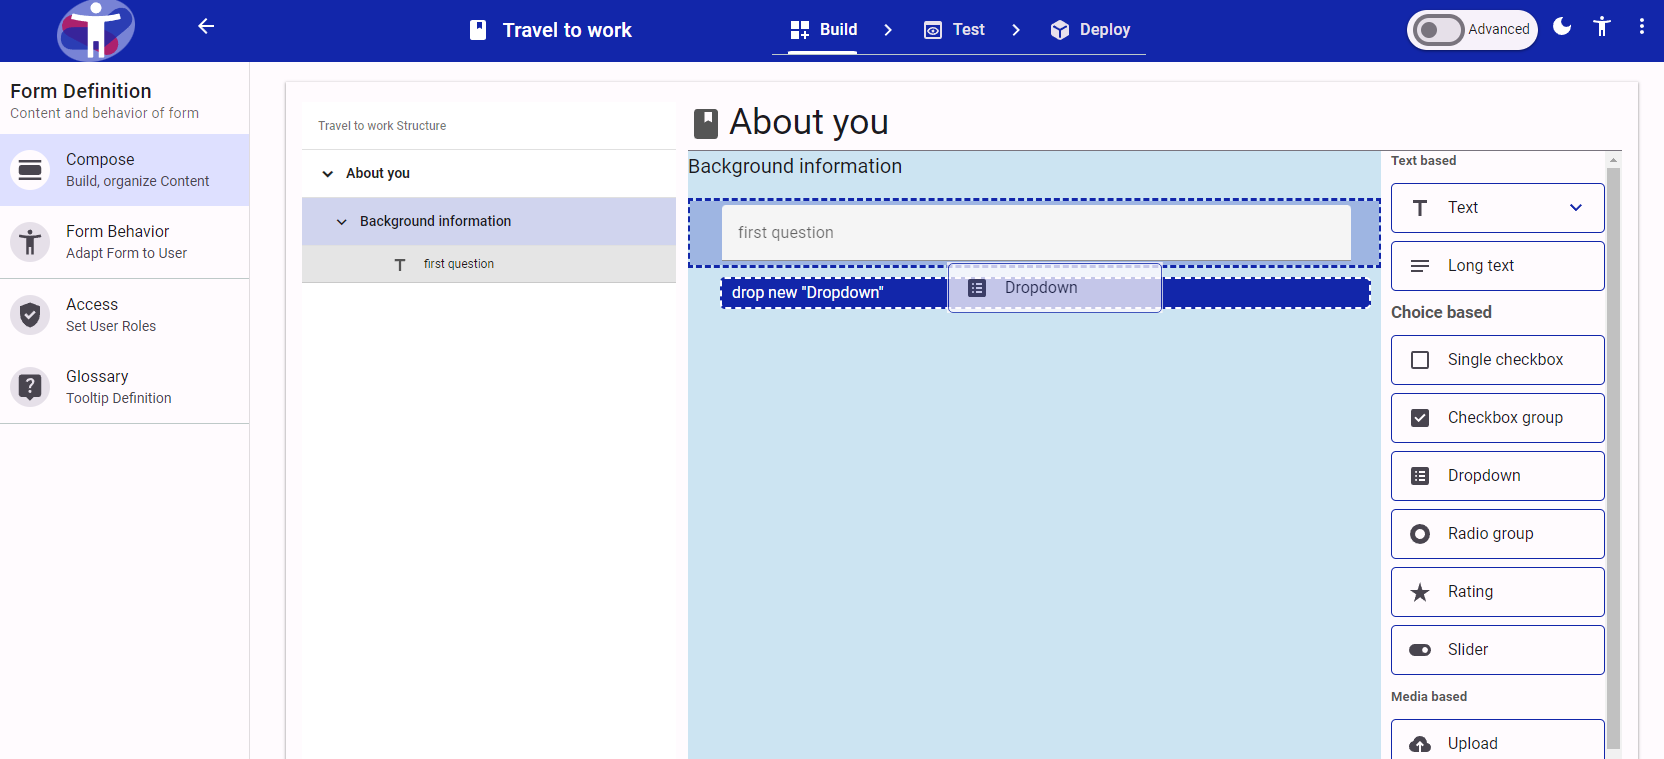 Travel to work
Build
Test
Deploy
Advanced
Form Definition
Content and behavior of form
Compose
Build, organize Content
Form Behavior
Adapt Form to User
Access
Set User Roles
Glossary
Tooltip Definition
Travel to work Structure
About you
Background information
first question
About you
Background information
first question
drop new "Dropdown"
Dropdown
Text based
Text
Long text
Choice based
Single checkbox
Checkbox group
Dropdown
Radio group
Rating
Slider
Media based
Upload